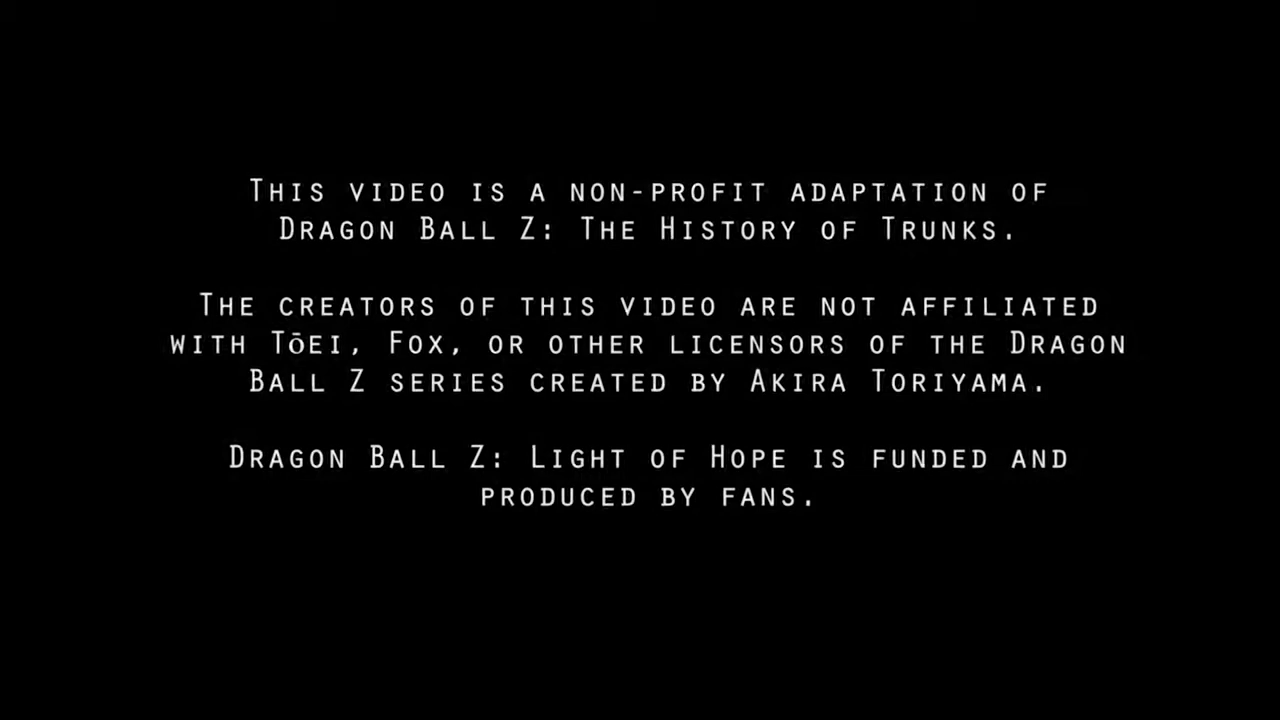 This video is a non-profit adaptation of
Dragon Ball Z: The History of Trunks.
The creators of this video are not affiliated
with Tōei, Fox, or other licensors of the Dragon
Ball Z series created by Akira Toriyama.
Dragon Ball Z: Light of Hope is funded and
produced by fans.